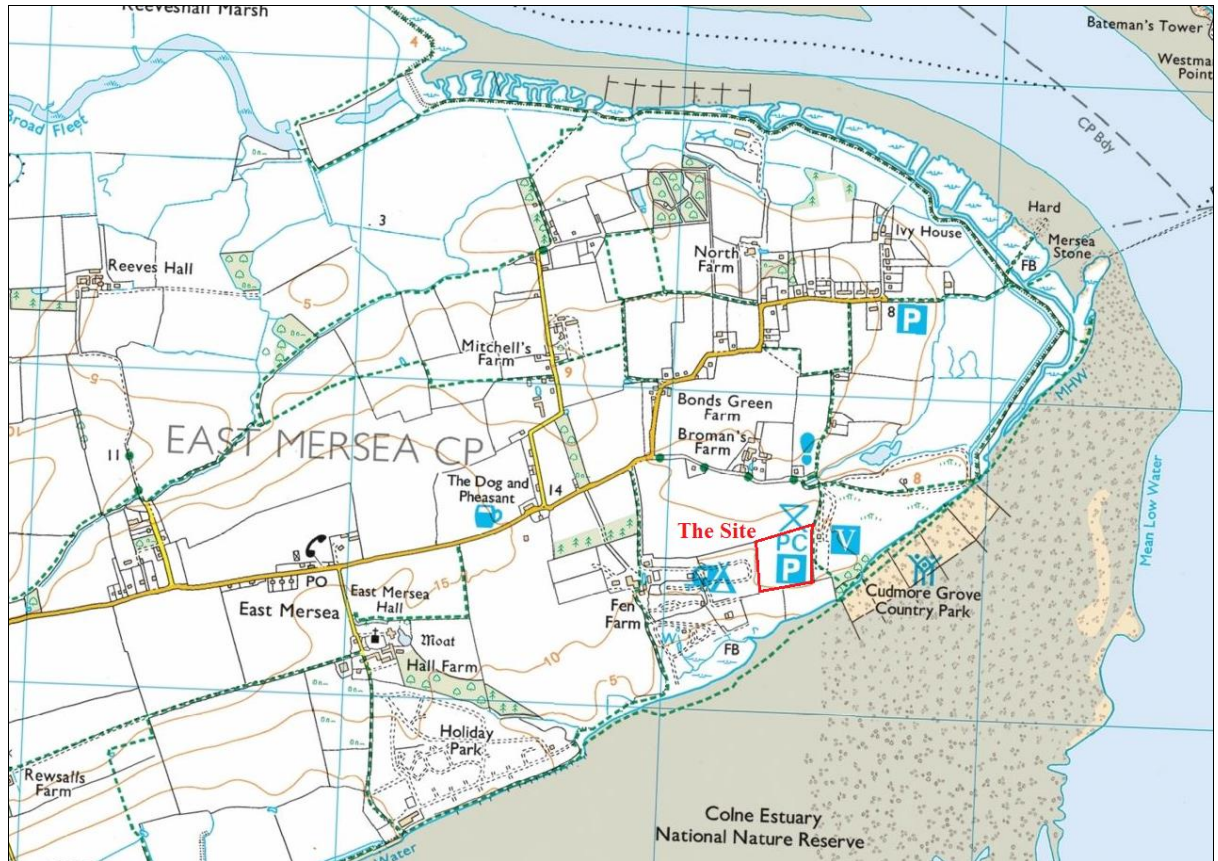 Reeveshall Marsh
4
Bateman's Tower
Westma
Point
Broad Fleet
CP Bdy
Hard
Mersea
Stone
FB
Ivy House
North
Farm
3
Reeves Hall
5
8
P
Mitchell's
Farm
6
MHW
5
Bonds Green
Farm
Broman's
Farm
EAST MERSEA CP
10
11
The Dog and
Pheasant
14
8
Mean Low Water
The Site
PC
P
V
PO
15
East Mersea
East Mersea
Hall
Fen
Farm
Cudmore Grove
Country Park
Moat
W
FB
Hall Farm
10
5
Holiday
Park
Rewsalls
Farm
Colne Estuary
National Nature Reserve
Water